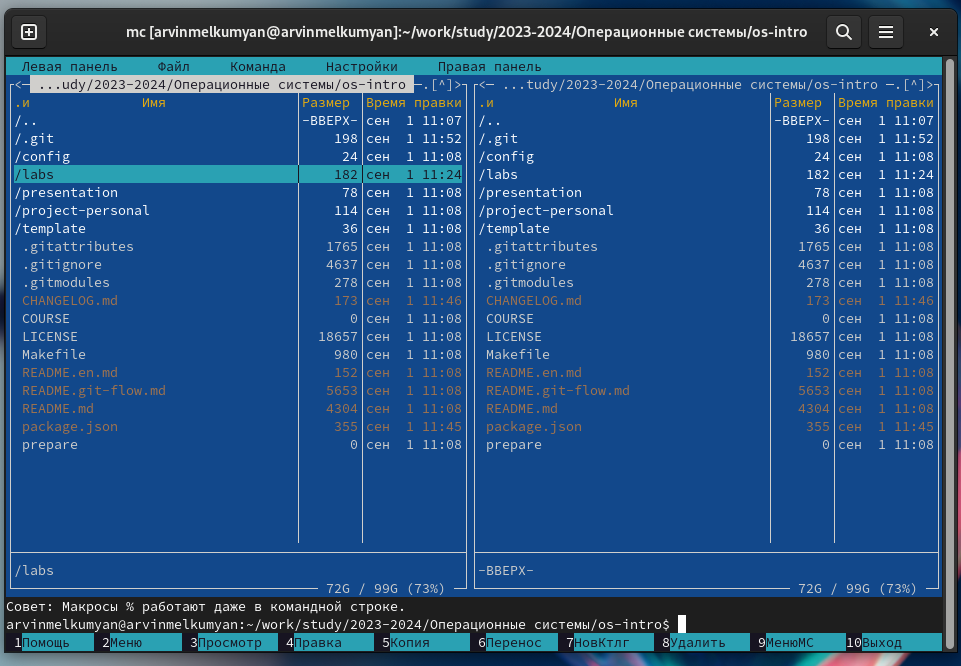 mc [arvinmelkumyan@arvinmelkumyan]:~/work/study/2023-2024/Операционные системы/os-intro
Левая панель Файл Команда Настройки Правая панель
<─ ...udy/2023-2024/Операционные системы/os-intro ─.[^]>
.и Имя Размер Время правки
/.. -ВВЕРХ- сен 1 11:07
/.git 198 сен 1 11:52
/config 24 сен 1 11:08
/labs 182 сен 1 11:24
/presentation 78 сен 1 11:08
/project-personal 114 сен 1 11:08
/template 36 сен 1 11:08
.gitattributes 1765 сен 1 11:08
.gitignore 4637 сен 1 11:08
.gitmodules 278 сен 1 11:08
CHANGELOG.md 173 сен 1 11:46
COURSE 0 сен 1 11:08
LICENSE 18657 сен 1 11:08
Makefile 980 сен 1 11:08
README.en.md 152 сен 1 11:08
README.git-flow.md 5653 сен 1 11:08
README.md 4304 сен 1 11:08
package.json 355 сен 1 11:45
prepare 0 сен 1 11:08
/labs
72G / 99G (73%)
<─ ...tudy/2023-2024/Операционные системы/os-intro ─.[^]>
.и Имя Размер Время правки
/.. -ВВЕРХ- сен 1 11:07
/.git 198 сен 1 11:52
/config 24 сен 1 11:08
/labs 182 сен 1 11:24
/presentation 78 сен 1 11:08
/project-personal 114 сен 1 11:08
/template 36 сен 1 11:08
.gitattributes 1765 сен 1 11:08
.gitignore 4637 сен 1 11:08
.gitmodules 278 сен 1 11:08
CHANGELOG.md 173 сен 1 11:46
COURSE 0 сен 1 11:08
LICENSE 18657 сен 1 11:08
Makefile 980 сен 1 11:08
README.en.md 152 сен 1 11:08
README.git-flow.md 5653 сен 1 11:08
README.md 4304 сен 1 11:08
package.json 355 сен 1 11:45
prepare 0 сен 1 11:08
-ВВЕРХ-
72G / 99G (73%)
Совет: Макросы % работают даже в командной строке.
arvinmelkumyan@arvinmelkumyan:~/work/study/2023-2024/Операционные системы/os-intro$
1Помощь 2Меню 3Просмотр 4Правка 5Копия 6Перенос 7НовКтлг 8Удалить 9МенюMC 10Выход